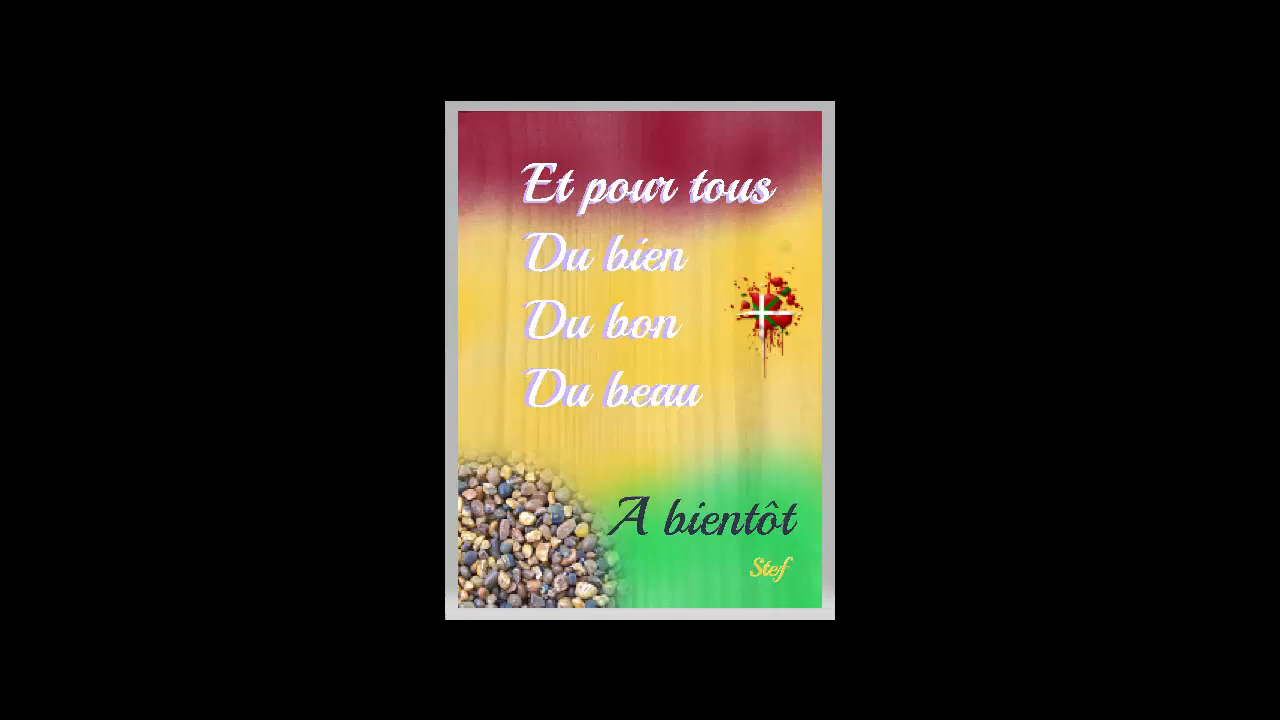 Et pour tous
Du bien
Du bon
Du beau
A bientôt
Stef